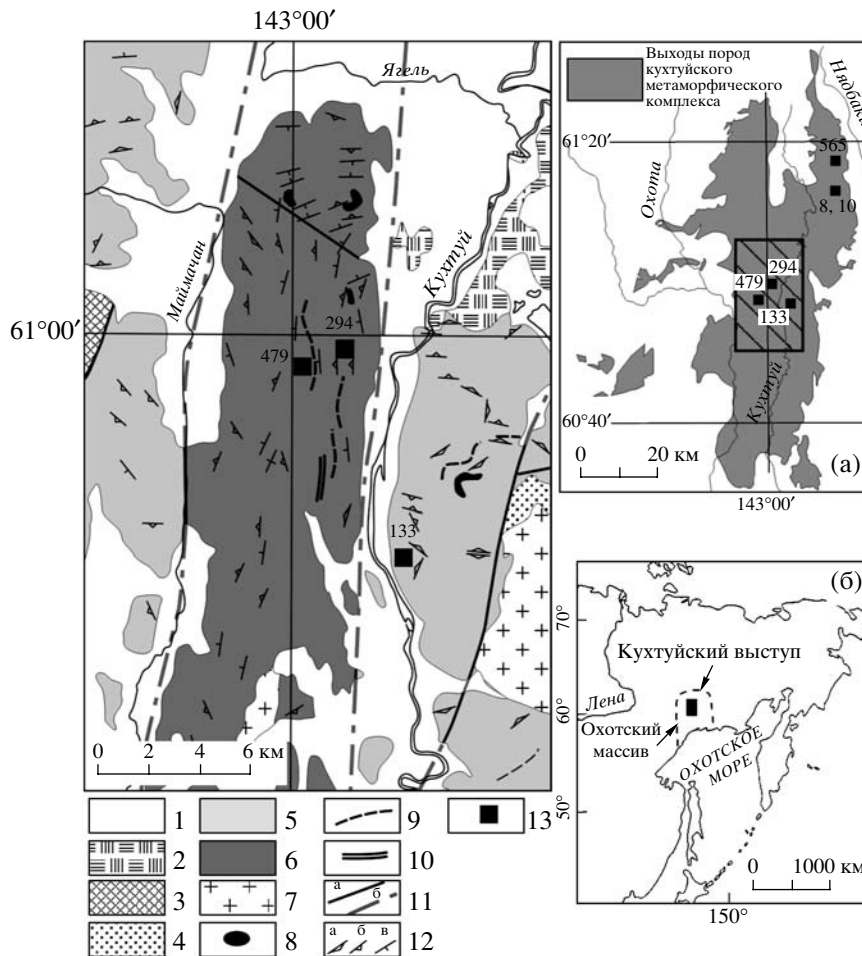 143°00′
Ягель
Маймачан
Кухтуй
61°00′
294
479
133
0 2 4 6 км
Выходы пород
кухтуйского
метаморфического
комплекса
61°20′
Охота
565
8, 10
294
479
133
Кухтуй
60°40′
0 20 км
(а)
143°00′
(б)
70°
Кухтуйский выступ
Лена
60°
Охотский
массив
ОХОТСКОЕ
МОРЕ
50°
0 1000 км
150°
1 5 9 13
2 6 10
3 7 а б 11
4 8 а б в 12